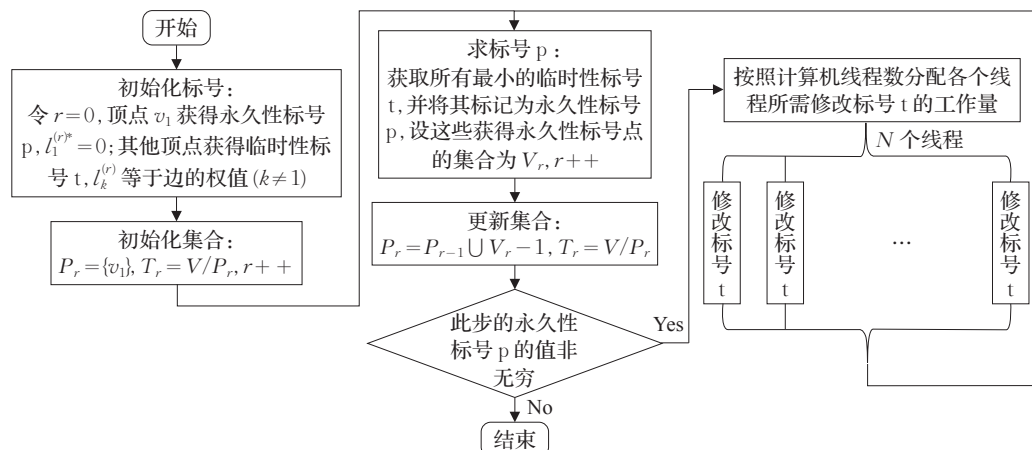 开始
初始化标号：
令 r=0, 顶点 v₁ 获得永久性标号
p, l₁⁽ʳ⁾*=0; 其他顶点获得临时性标
号 t, lₖ⁽ʳ⁾ 等于边的权值 (k≠1)
初始化集合：
Pᵣ={v₁}, Tᵣ=V/Pᵣ, r++
求标号 p：
获取所有最小的临时性标号
t, 并将其标记为永久性标号
p, 设这些获得永久性标号点
的集合为 Vᵣ, r++
更新集合：
Pᵣ=Pᵣ₋₁∪Vᵣ−1, Tᵣ=V/Pᵣ
此步的永久性
标号 p 的值非
无穷
Yes
No
结束
按照计算机线程数分配各个线
程所需修改标号 t 的工作量
N 个线程
修改标号 t
修改标号 t
…
修改标号 t